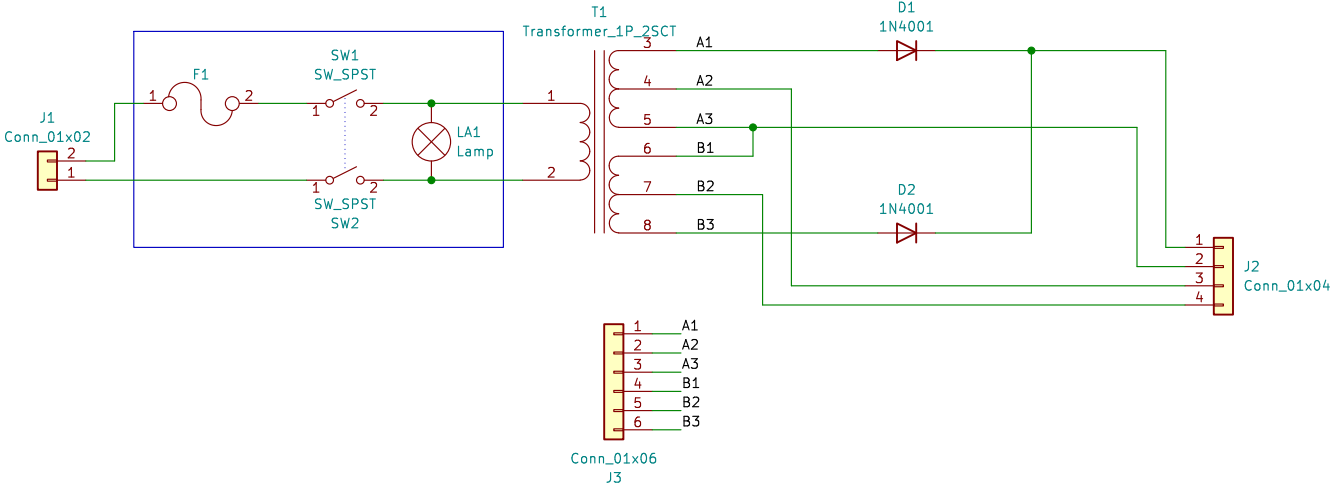 D1
1N4001
T1
Transformer_1P_2SCT
3
A1
SW1
SW_SPST
F1
4
A2
1
2
1
2
1
J1
Conn_01x02
5
A3
LA1
Lamp
6
B1
2
1
2
7
B2
D2
1N4001
1
2
SW_SPST
SW2
8
B3
1
2
3
4
J2
Conn_01x04
1
A1
2
A2
3
A3
4
B1
5
B2
6
B3
Conn_01x06
J3